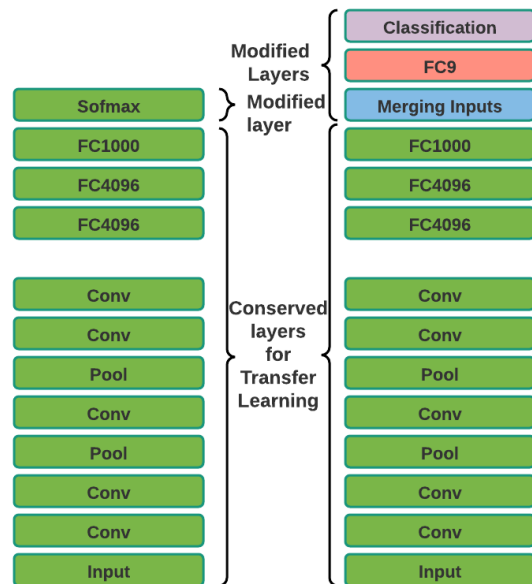 Classification
Modified
Layers
FC9
Sofmax
Modified
layer
Merging Inputs
FC1000
FC1000
FC4096
FC4096
FC4096
FC4096
Conv
Conserved
layers
for
Transfer
Learning
Conv
Conv
Conv
Pool
Pool
Conv
Conv
Pool
Pool
Conv
Conv
Conv
Conv
Input
Input